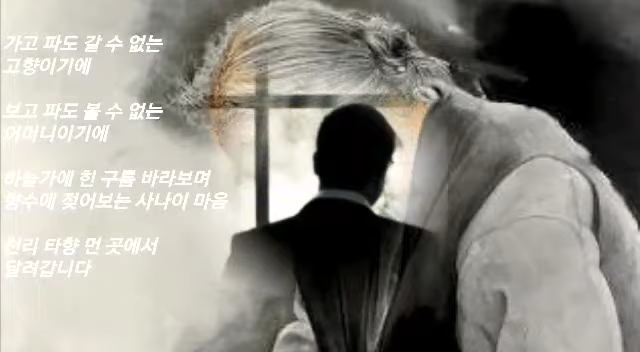 가고 파도 갈 수 없는
고향이기에
보고 파도 볼 수 없는
어머니이기에
하늘가에 흰 구름 바라보며
향수에 젖어보는 사나이 마음
천리 타향 먼 곳에서
달려갑니다